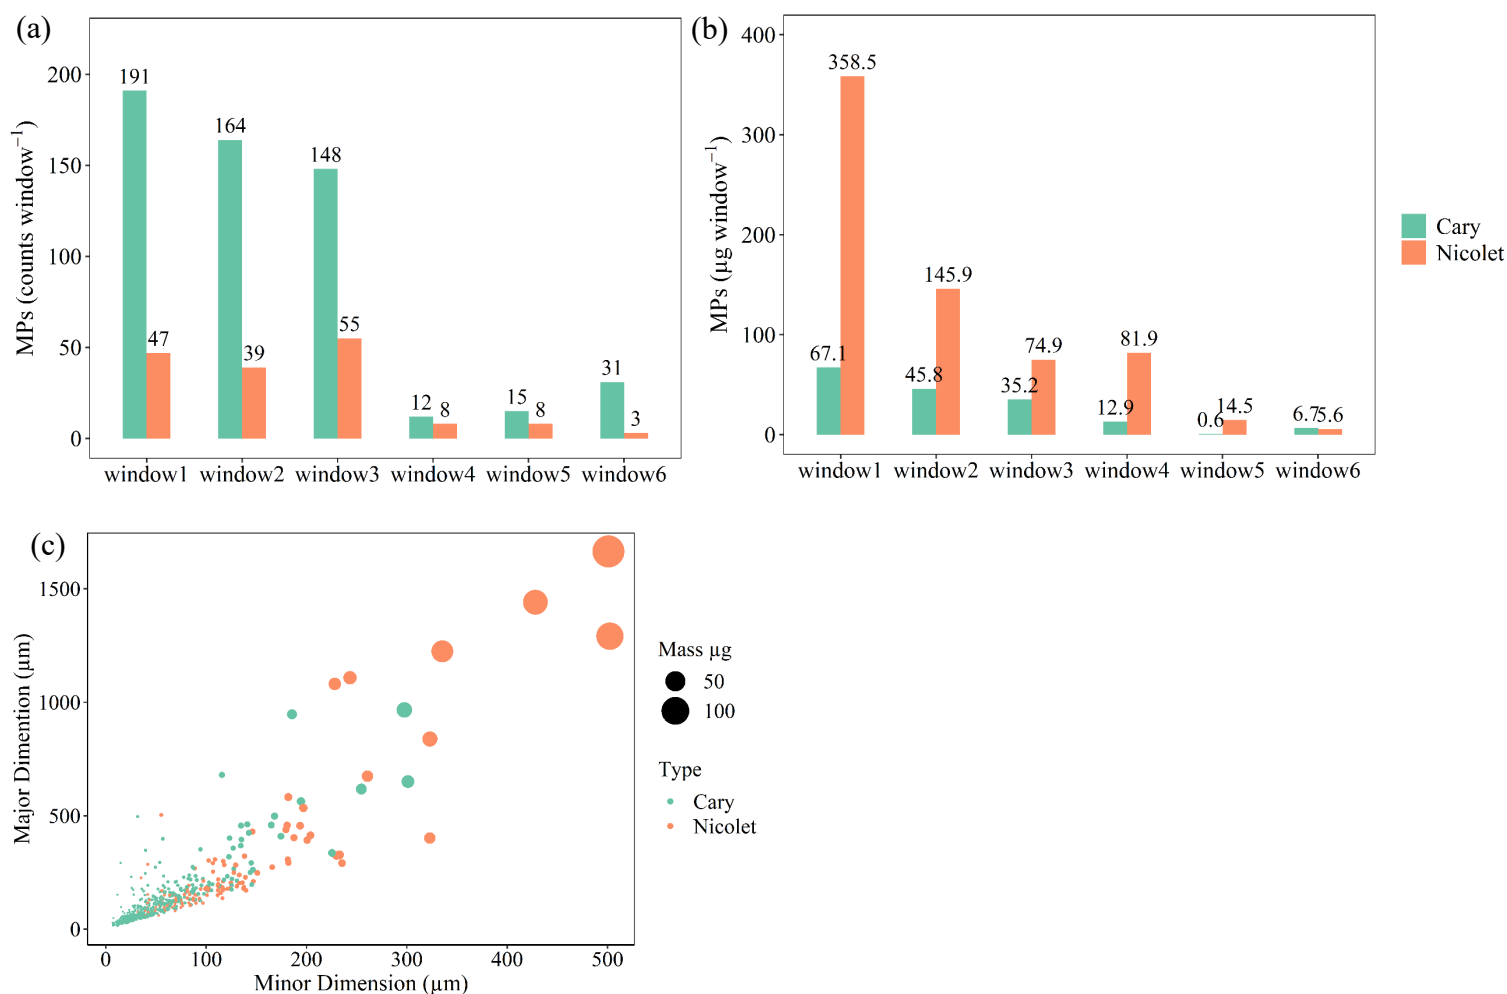 (a)
MPs (counts window⁻¹)
200
150
100
50
0
191
47
164
39
148
55
12
8
15
8
31
3
window1 window2 window3 window4 window5 window6
(b)
MPs (µg window⁻¹)
400
300
200
100
0
67.1
358.5
45.8
145.9
35.2
74.9
12.9
81.9
0.6
14.5
6.7
5.6
window1 window2 window3 window4 window5 window6
Cary
Nicolet
(c)
Major Dimention (µm)
1500
1000
500
0
0 100 200 300 400 500
Minor Dimension (µm)
Mass µg
50
100
Type
Cary
Nicolet